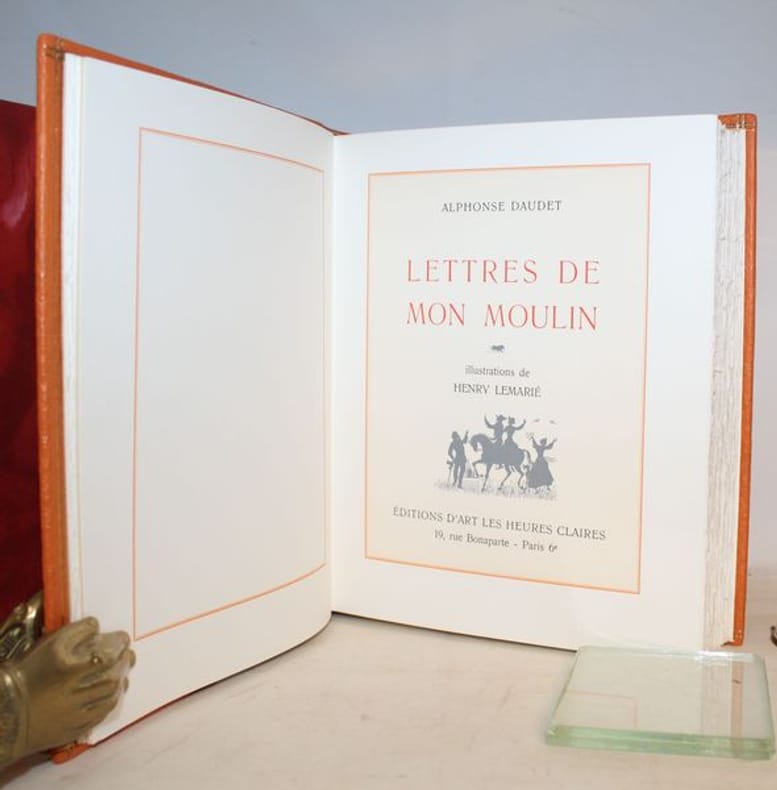 ALPHONSE DAUDET
LETTRES DE
MON MOULIN
illustrations de
HENRY LEMARIÉ
ÉDITIONS D'ART LES HEURES CLAIRES
19, rue Bonaparte - Paris 6e